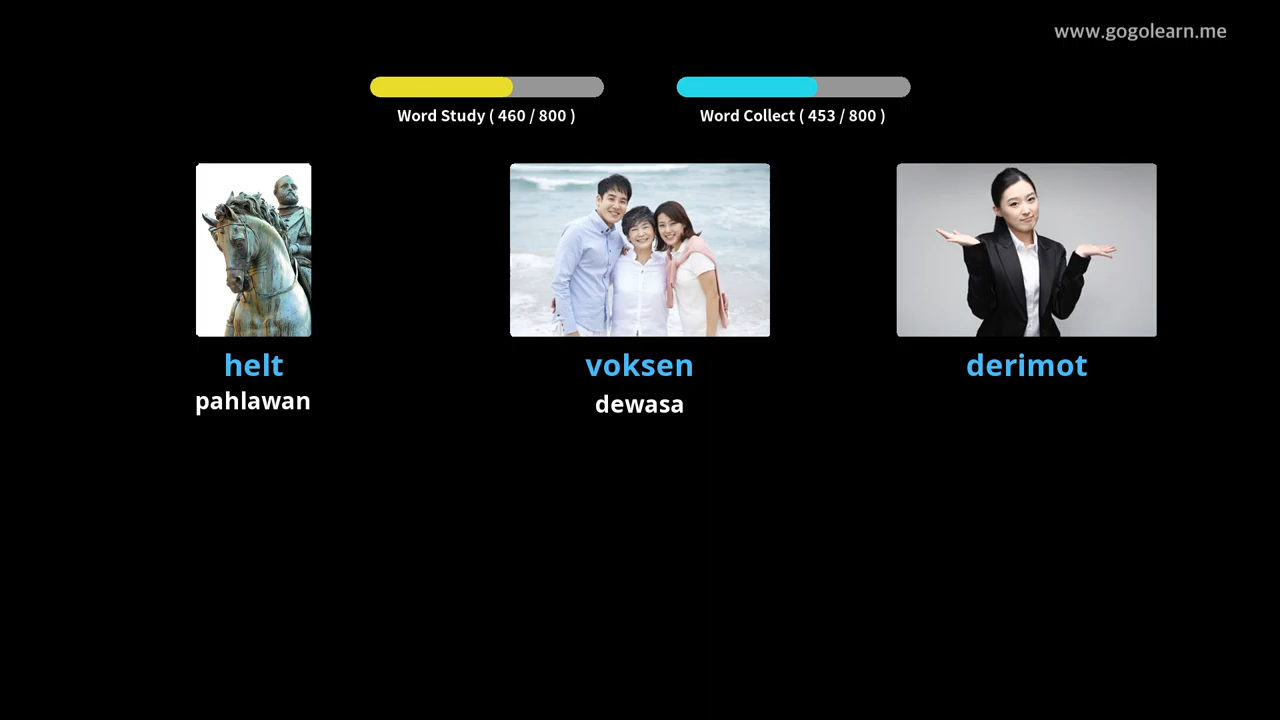 www.gogolearn.me
Word Study ( 460 / 800 )
Word Collect ( 453 / 800 )
helt
pahlawan
voksen
dewasa
derimot